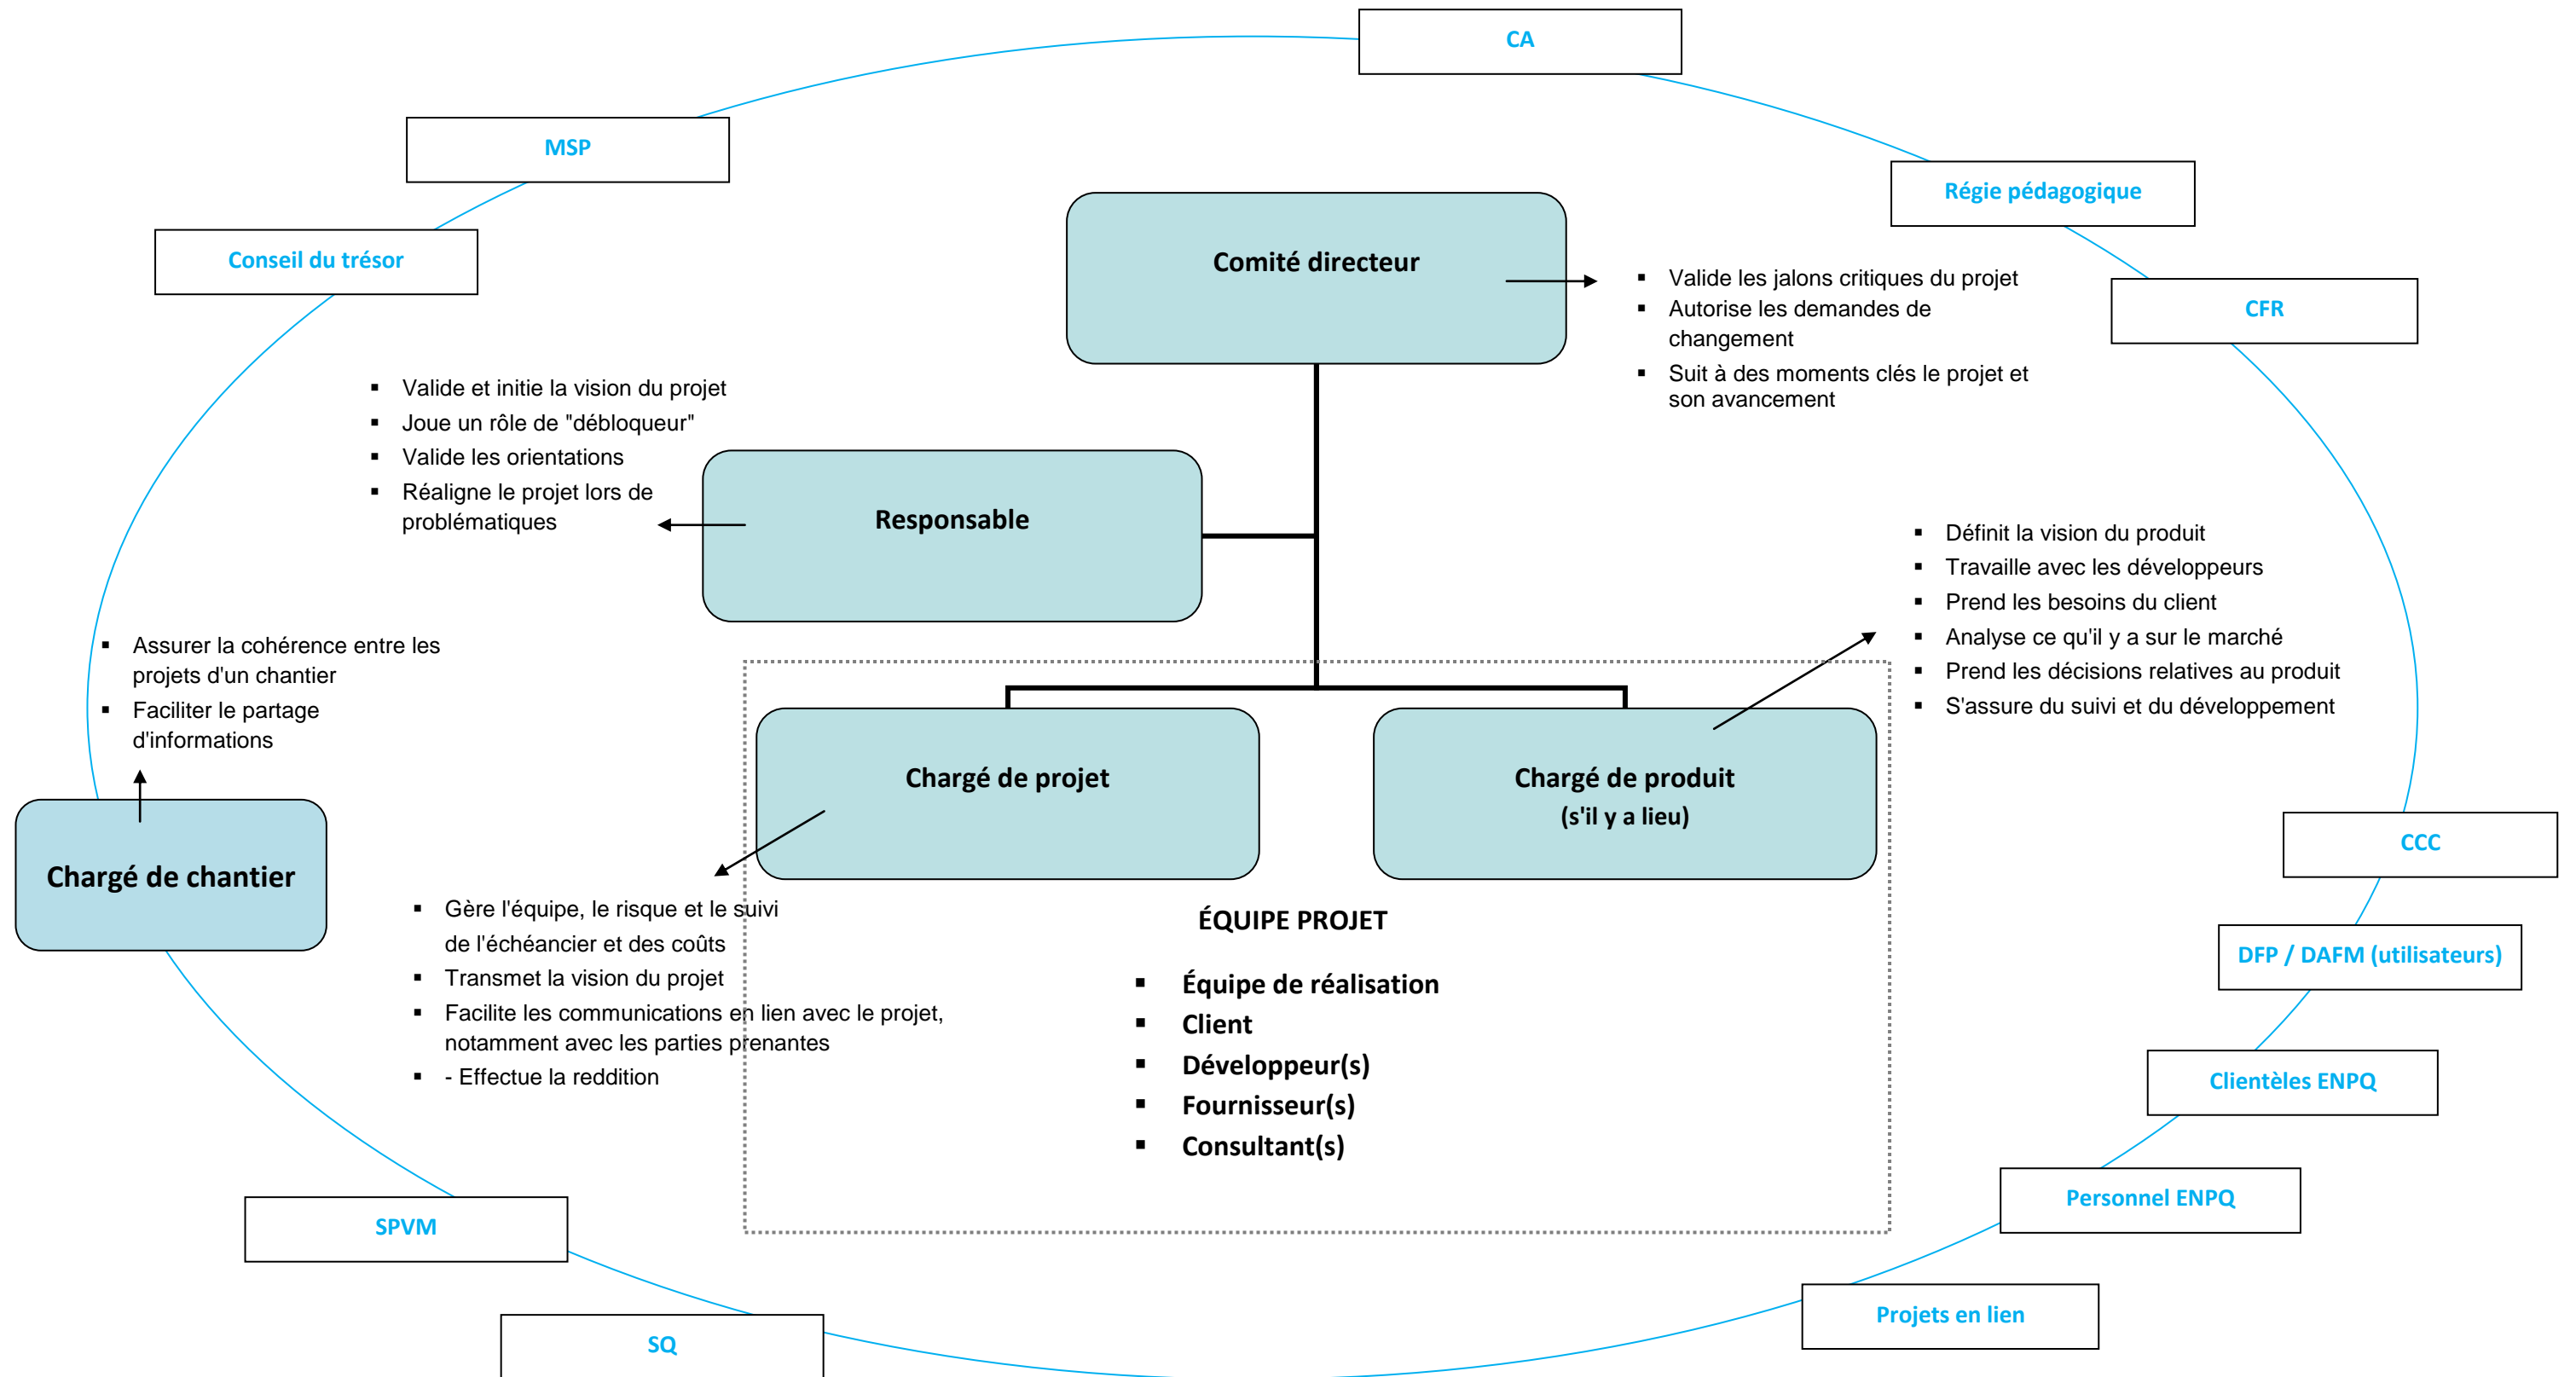 CA
MSP
Régie pédagogique
Conseil du trésor
Comité directeur
▪ Valide les jalons critiques du projet
▪ Autorise les demandes de
changement
▪ Suit à des moments clés le projet et
son avancement
CFR
▪ Valide et initie la vision du projet
▪ Joue un rôle de "débloqueur"
▪ Valide les orientations
▪ Réaligne le projet lors de
problématiques
Responsable
▪ Définit la vision du produit
▪ Travaille avec les développeurs
▪ Prend les besoins du client
▪ Analyse ce qu'il y a sur le marché
▪ Prend les décisions relatives au produit
▪ S'assure du suivi et du développement
▪ Assurer la cohérence entre les
projets d'un chantier
▪ Faciliter le partage
d'informations
Chargé de chantier
Chargé de projet
Chargé de produit
(s'il y a lieu)
CCC
▪ Gère l'équipe, le risque et le suivi
de l'échéancier et des coûts
▪ Transmet la vision du projet
▪ Facilite les communications en lien avec le projet,
notamment avec les parties prenantes
▪ - Effectue la reddition
ÉQUIPE PROJET
▪ Équipe de réalisation
▪ Client
▪ Développeur(s)
▪ Fournisseur(s)
▪ Consultant(s)
DFP / DAFM (utilisateurs)
Clientèles ENPQ
Personnel ENPQ
SPVM
Projets en lien
SQ